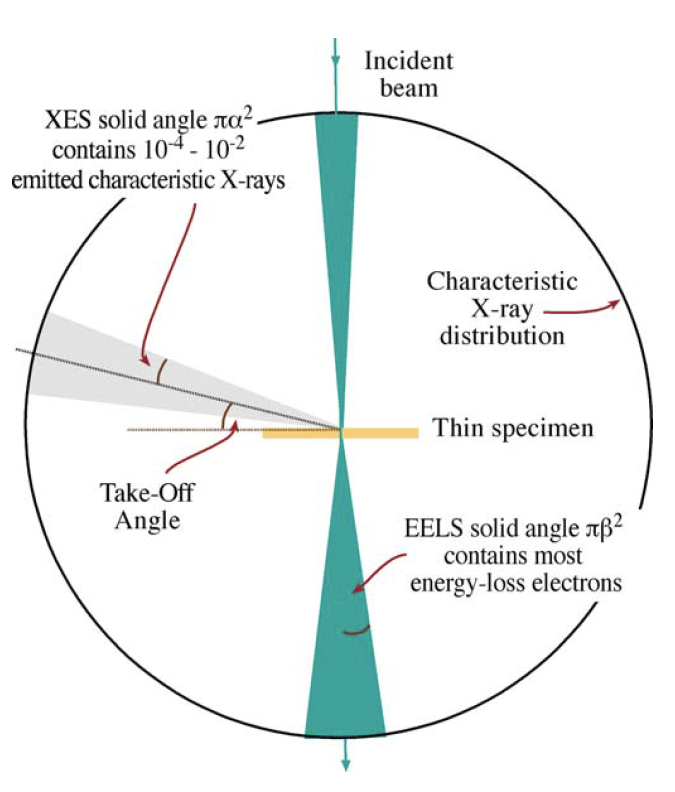 Incident
beam
XES solid angle πα²
contains 10⁻⁴ - 10⁻²
emitted characteristic X-rays
Characteristic
X-ray
distribution
Thin specimen
Take-Off
Angle
EELS solid angle πβ²
contains most
energy-loss electrons